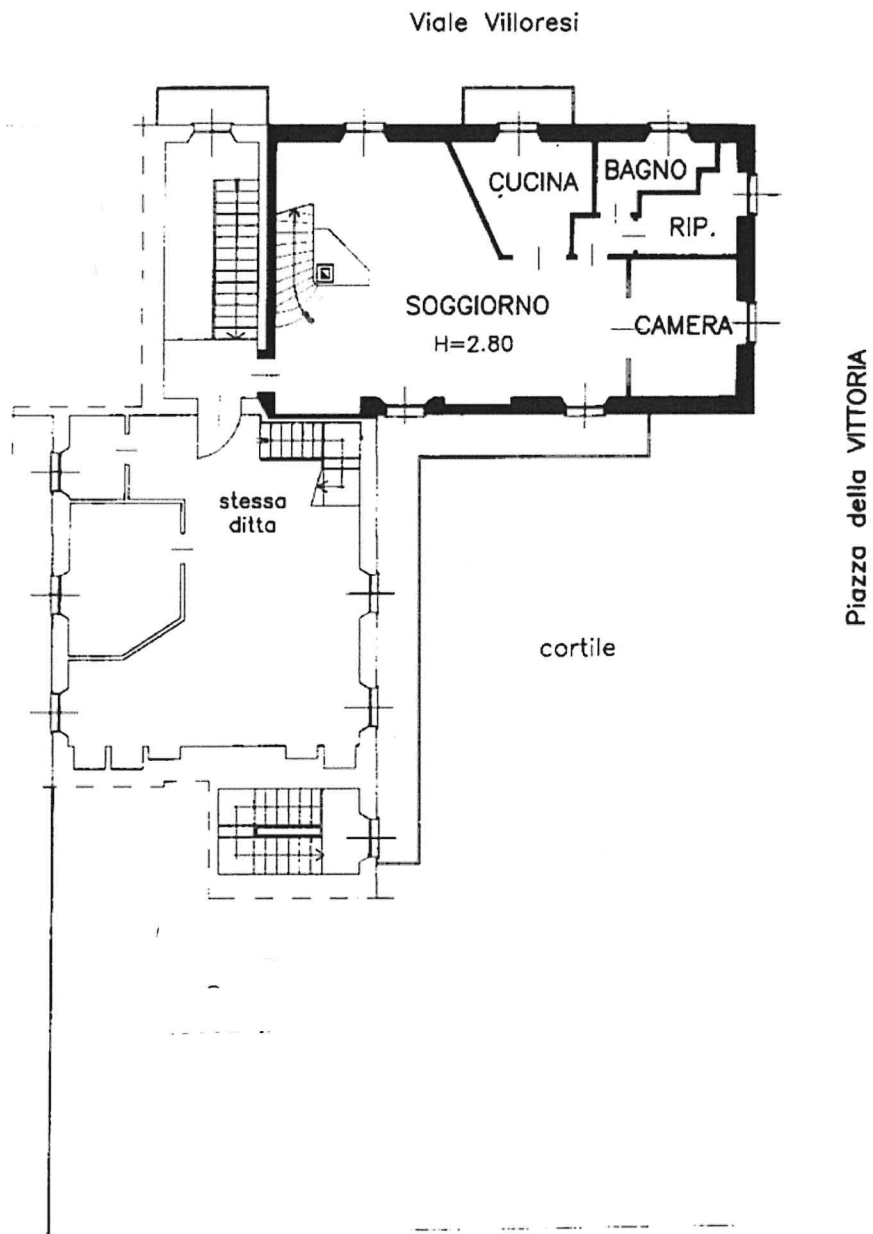 Viale Villoresi
CUCINA
BAGNO
RIP.
SOGGIORNO
H=2.80
CAMERA
Piazza della VITTORIA
stessa
ditta
cortile